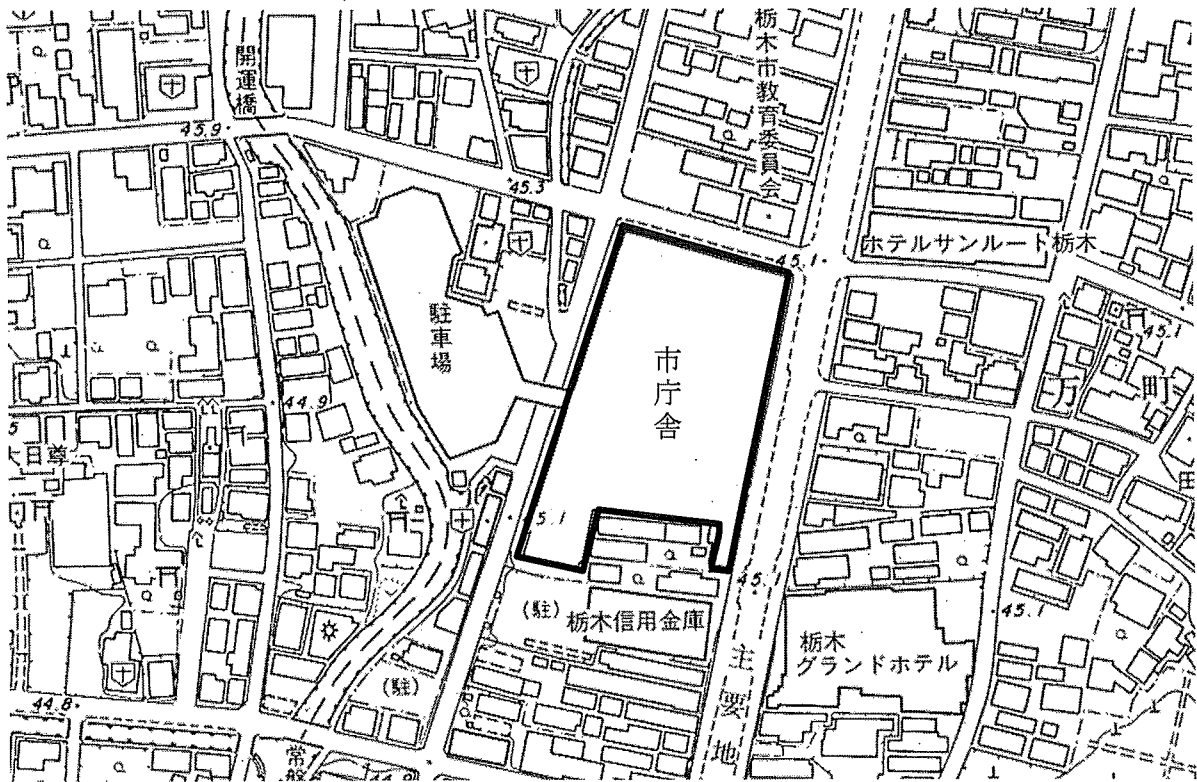 開運橋
栃木市教育委員会
45.9
45.3
ホテルサンルート栃木
45.1
45.1
駐車場
市庁舎
万町
44.9
大日尊
5.1
45.1
45.1
(駐)
栃木信用金庫
栃木
グランドホテル
(駐)
主要地
44.8
常盤
44.9